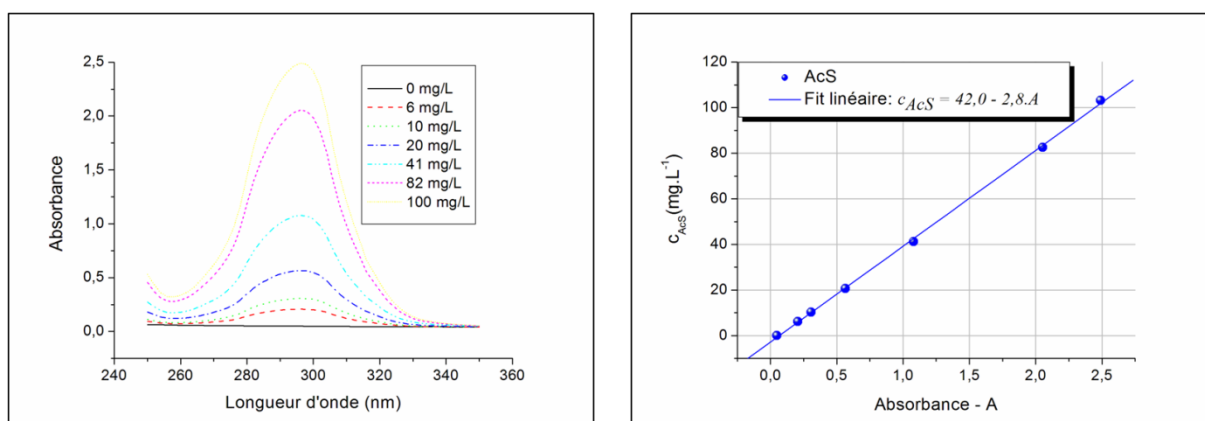 2,5
2,0
1,5
1,0
0,5
0,0
Absorbance
240 260 280 300 320 340 360
Longueur d'onde (nm)
0 mg/L
6 mg/L
10 mg/L
20 mg/L
41 mg/L
82 mg/L
100 mg/L
120
100
80
60
40
20
0
c_AcS (mg.L⁻¹)
AcS
Fit linéaire: c_AcS = 42,0 - 2,8.A
0,0 0,5 1,0 1,5 2,0 2,5
Absorbance - A